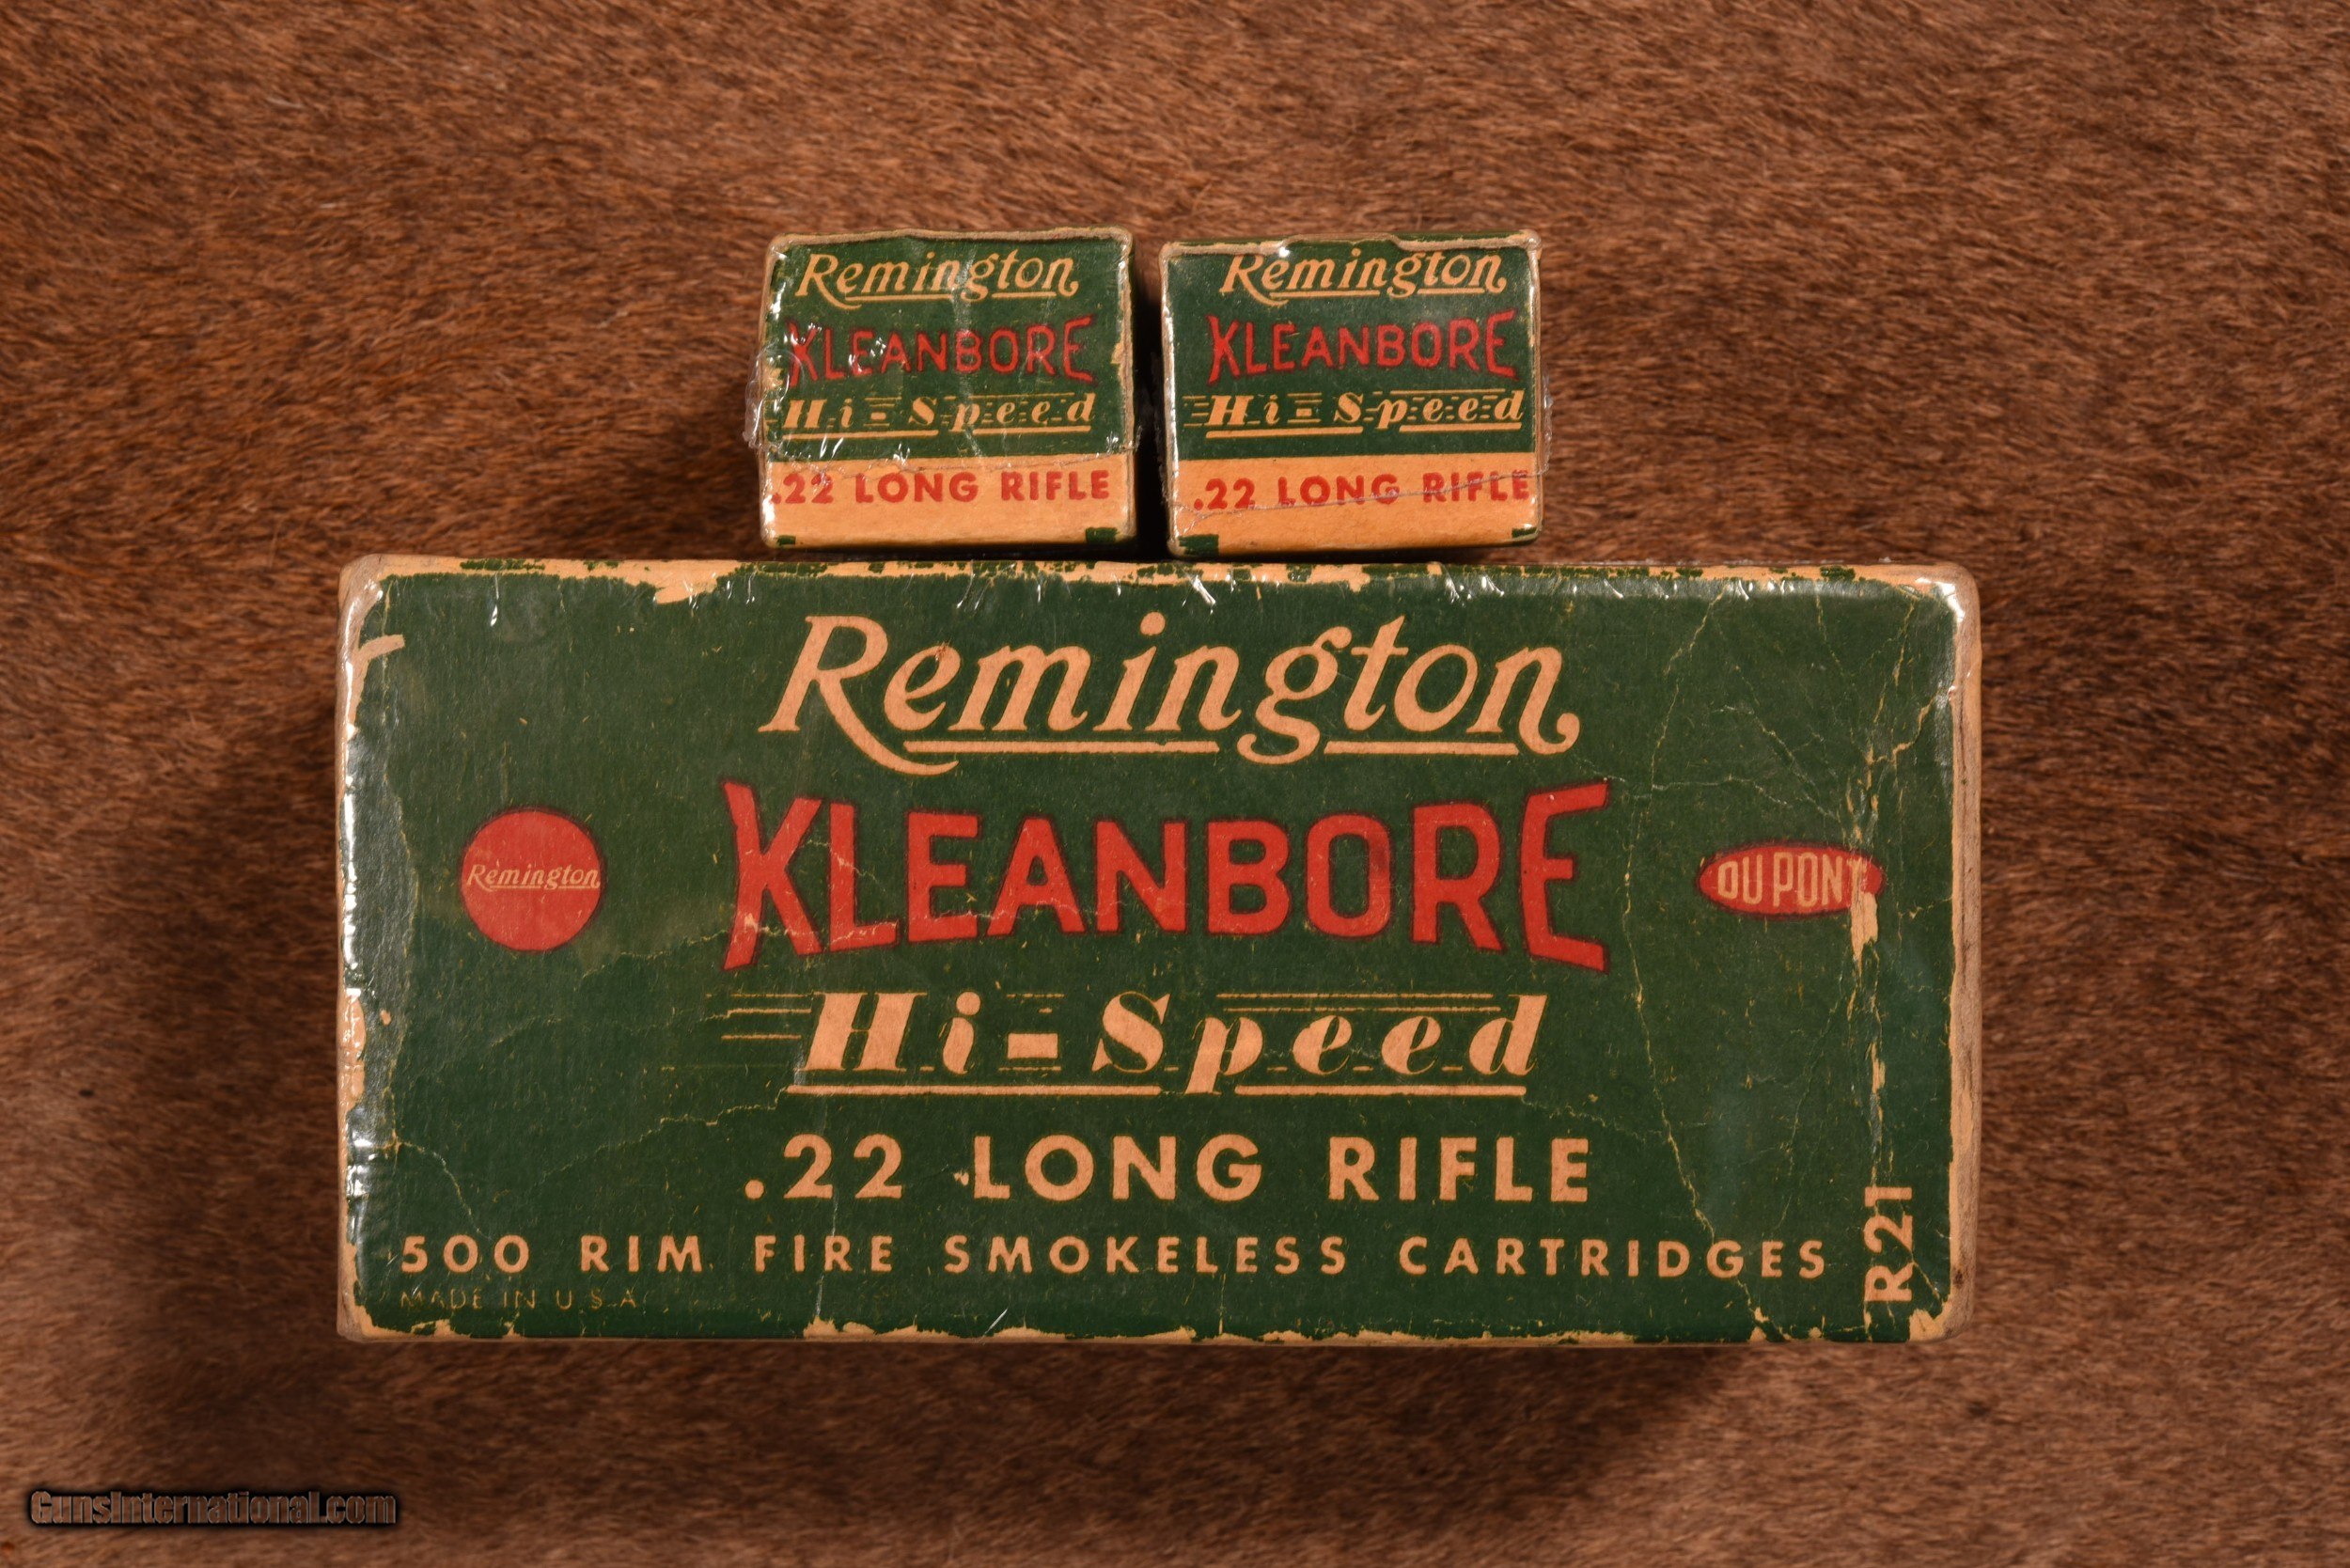 Remington
KLEANBORE
Hi-Speed
.22 LONG RIFLE
Remington
KLEANBORE
Hi-Speed
.22 LONG RIFLE
Remington
KLEANBORE
Remington
DU PONT
Hi-Speed
.22 LONG RIFLE
500 RIM FIRE SMOKELESS CARTRIDGES
R21
MADE IN U.S.A.
GunsInternational.com